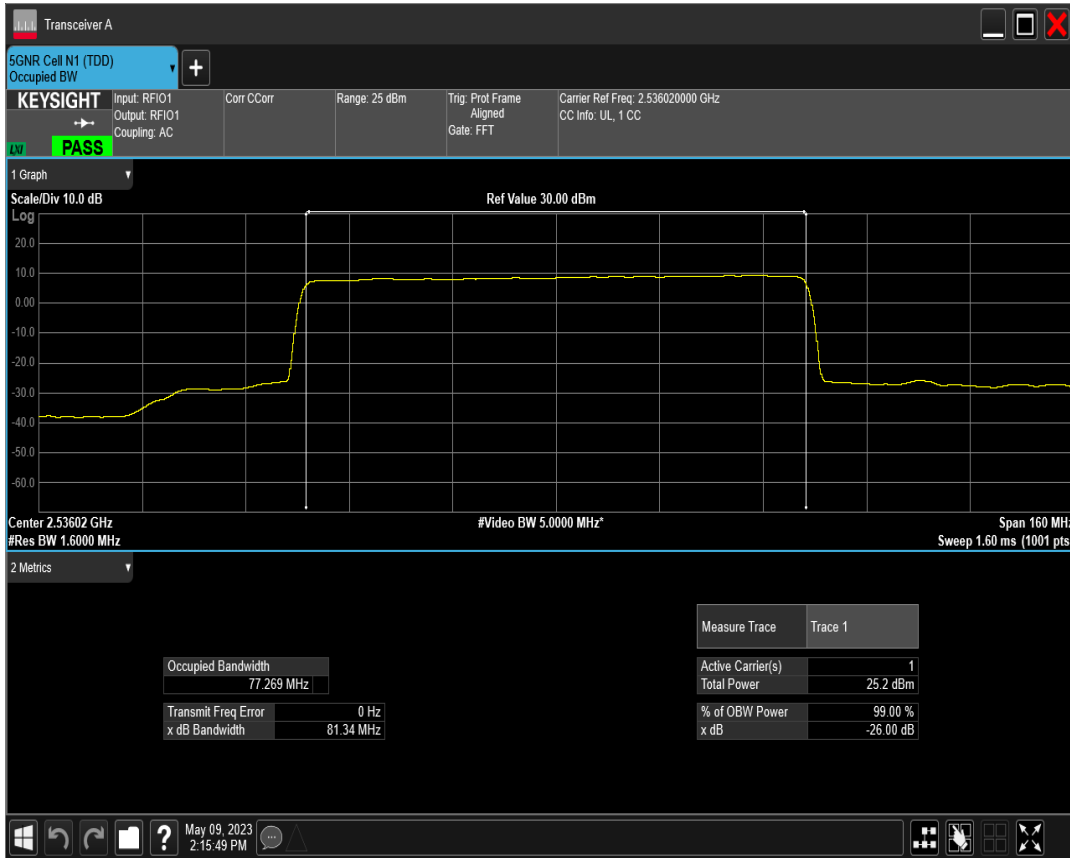 Transceiver A
5GNR Cell N1 (TDD)
Occupied BW
+
KEYSIGHT
LXI
PASS
Input: RFIO1
Output: RFIO1
Coupling: AC
Corr CCorr
Range: 25 dBm
Trig: Prot Frame
Aligned
Gate: FFT
Carrier Ref Freq: 2.536020000 GHz
CC Info: UL, 1 CC
1 Graph
Scale/Div 10.0 dB
Ref Value 30.00 dBm
Log
20.0
10.0
0.00
-10.0
-20.0
-30.0
-40.0
-50.0
-60.0
Center 2.53602 GHz
#Video BW 5.0000 MHz*
Span 160 MHz
#Res BW 1.6000 MHz
Sweep 1.60 ms (1001 pts
2 Metrics
Measure Trace Trace 1
Occupied Bandwidth
77.269 MHz
Active Carrier(s) 1
Total Power 25.2 dBm
Transmit Freq Error 0 Hz
x dB Bandwidth 81.34 MHz
% of OBW Power 99.00 %
x dB -26.00 dB
?
May 09, 2023
2:15:49 PM